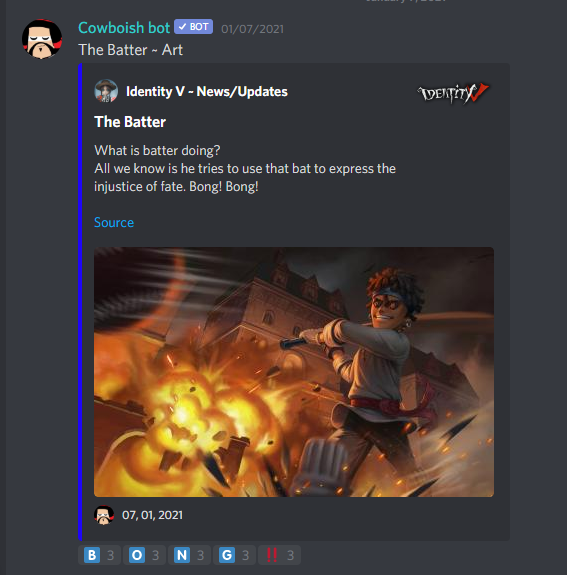 Cowboish bot ✓ BOT 01/07/2021
The Batter ~ Art
Identity V - News/Updates
IDENTITY V
The Batter
What is batter doing?
All we know is he tries to use that bat to express the
injustice of fate. Bong! Bong!
Source
07, 01, 2021
B 3 O 3 N 3 G 3 ‼ 3